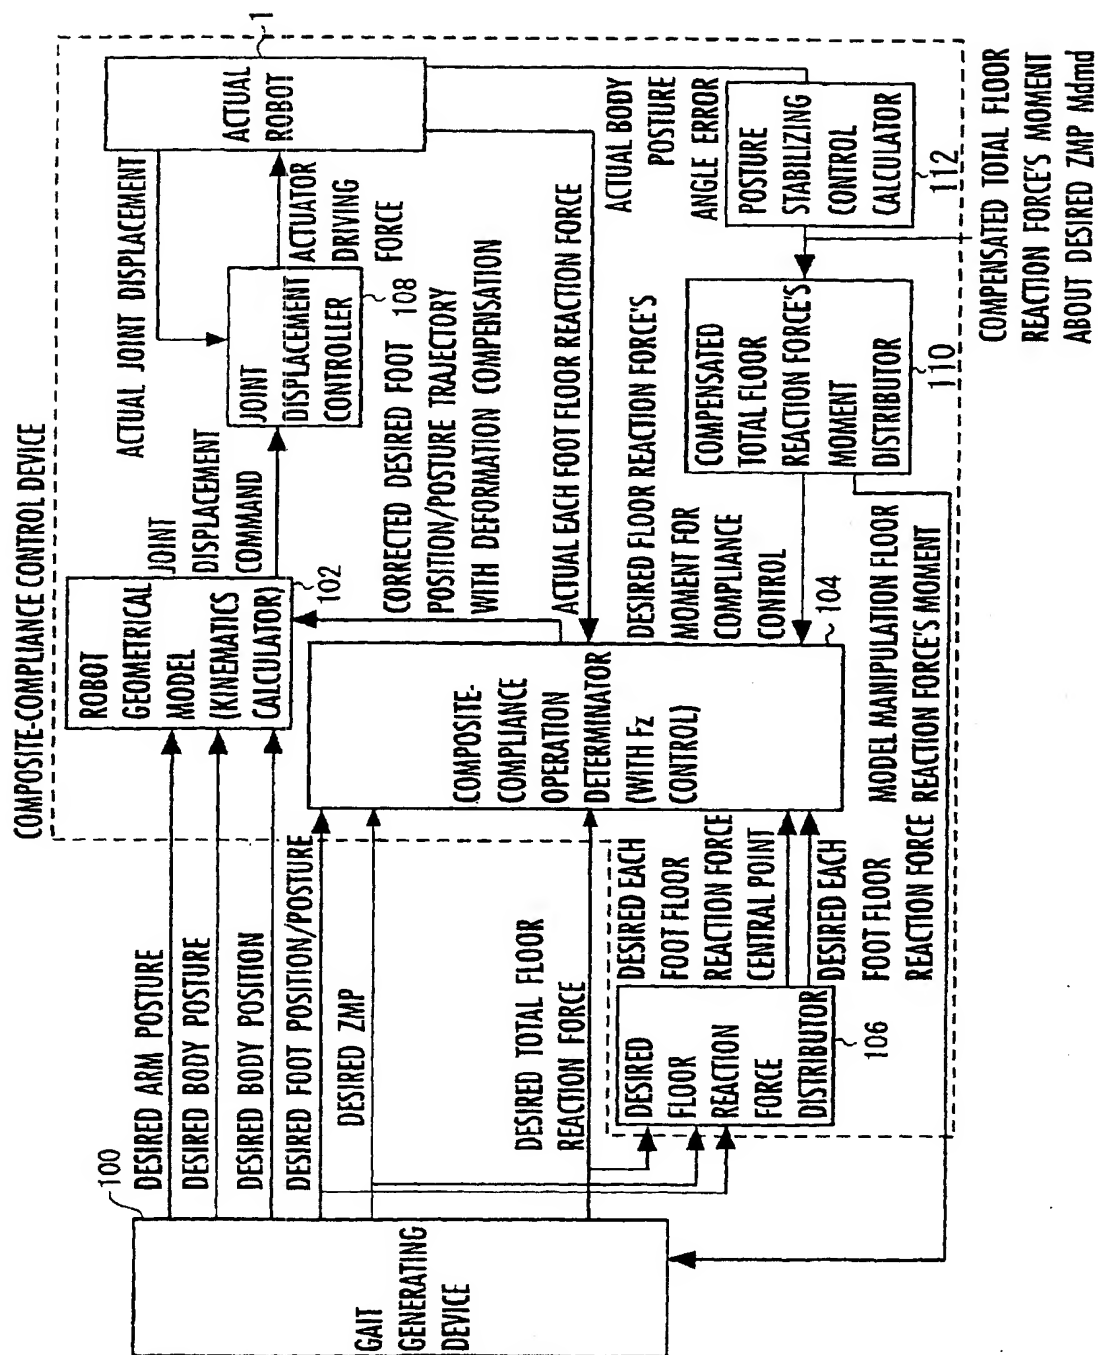 COMPOSITE-COMPLIANCE CONTROL DEVICE
100
GAIT
GENERATING
DEVICE
DESIRED ARM POSTURE
DESIRED BODY POSTURE
DESIRED BODY POSITION
DESIRED FOOT POSITION/POSTURE
DESIRED ZMP
DESIRED TOTAL FLOOR
REACTION FORCE
ROBOT
GEOMETRICAL
MODEL
(KINEMATICS
CALCULATOR)
102
JOINT
DISPLACEMENT
COMMAND
ACTUAL JOINT DISPLACEMENT
JOINT
DISPLACEMENT
CONTROLLER
108
ACTUATOR
DRIVING
FORCE
ACTUAL
ROBOT
1
CORRECTED DESIRED FOOT
POSITION/POSTURE TRAJECTORY
WITH DEFORMATION COMPENSATION
ACTUAL EACH FOOT FLOOR REACTION FORCE
COMPOSITE-
COMPLIANCE
OPERATION
DETERMINATOR
(WITH Fz
CONTROL)
104
DESIRED FLOOR REACTION FORCE'S
MOMENT FOR
COMPLIANCE
CONTROL
DESIRED
FLOOR
REACTION
FORCE
DISTRIBUTOR
106
DESIRED EACH
FOOT FLOOR
REACTION FORCE
CENTRAL POINT
DESIRED EACH
FOOT FLOOR
REACTION FORCE
MODEL MANIPULATION FLOOR
REACTION FORCE'S MOMENT
COMPENSATED
TOTAL FLOOR
REACTION FORCE'S
MOMENT
DISTRIBUTOR
110
ACTUAL BODY
POSTURE
ANGLE ERROR
POSTURE
STABILIZING
CONTROL
CALCULATOR
112
COMPENSATED TOTAL FLOOR
REACTION FORCE'S MOMENT
ABOUT DESIRED ZMP Mdmd